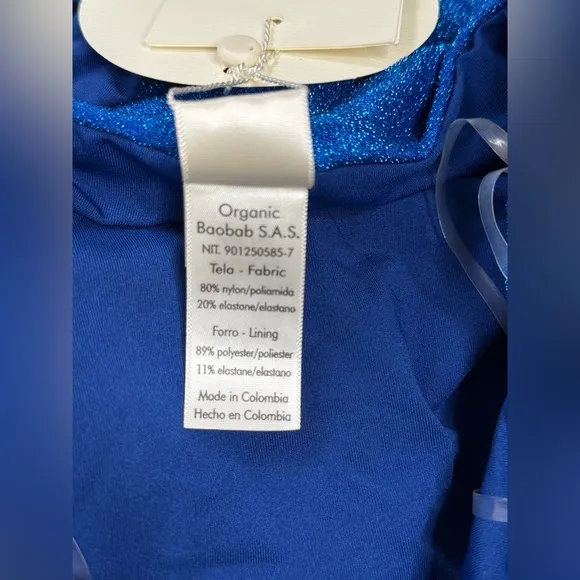 Organic
Baobab S.A.S.
NIT. 901250585-7
Tela - Fabric
80% nylon/poliamida
20% elastane/elastano
Forro - Lining
89% polyester/poliester
11% elastane/elastano
Made in Colombia
Hecho en Colombia